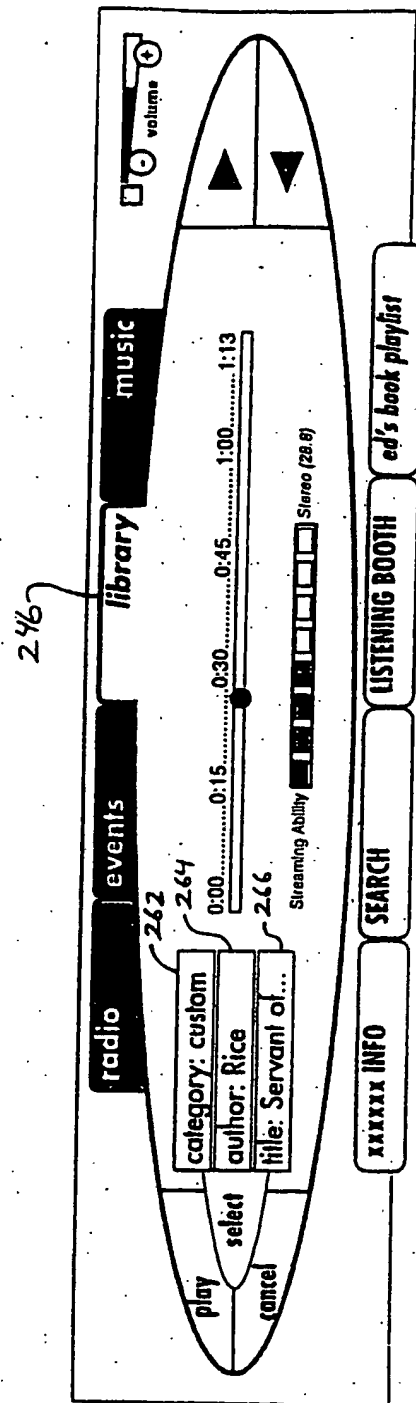 246
radio events library music
- + volume
play
select
cancel
category: custom 262
author: Rice 264
title: Servant of... 266
0:00........0:15........0:30........0:45........1:00........1:13
Streaming Ability Stereo (28.8)
xxxxxx INFO SEARCH LISTENING BOOTH ed's book playlist